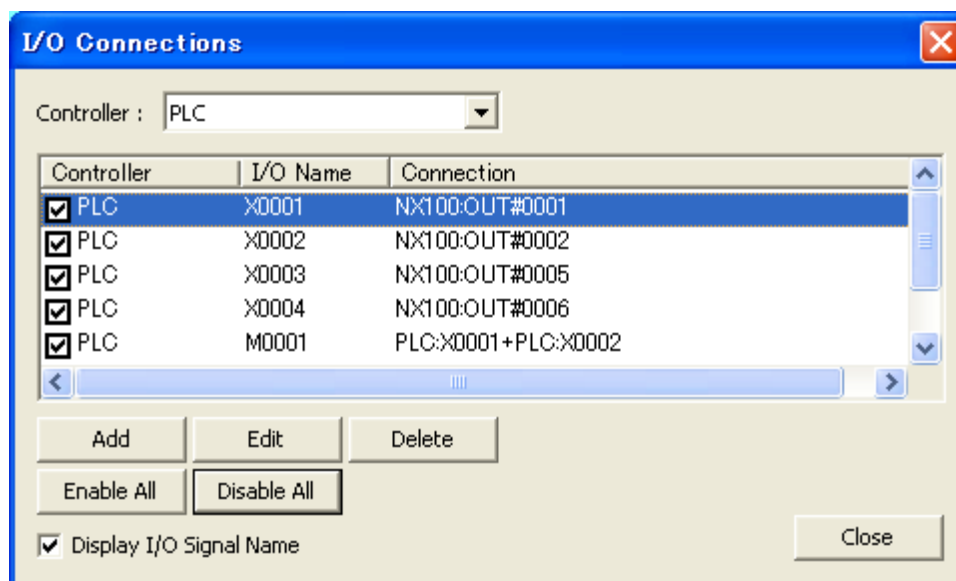 I/O Connections
Controller : PLC
Controller I/O Name Connection
PLC X0001 NX100:OUT#0001
PLC X0002 NX100:OUT#0002
PLC X0003 NX100:OUT#0005
PLC X0004 NX100:OUT#0006
PLC M0001 PLC:X0001+PLC:X0002
Add Edit Delete
Enable All Disable All
Display I/O Signal Name
Close